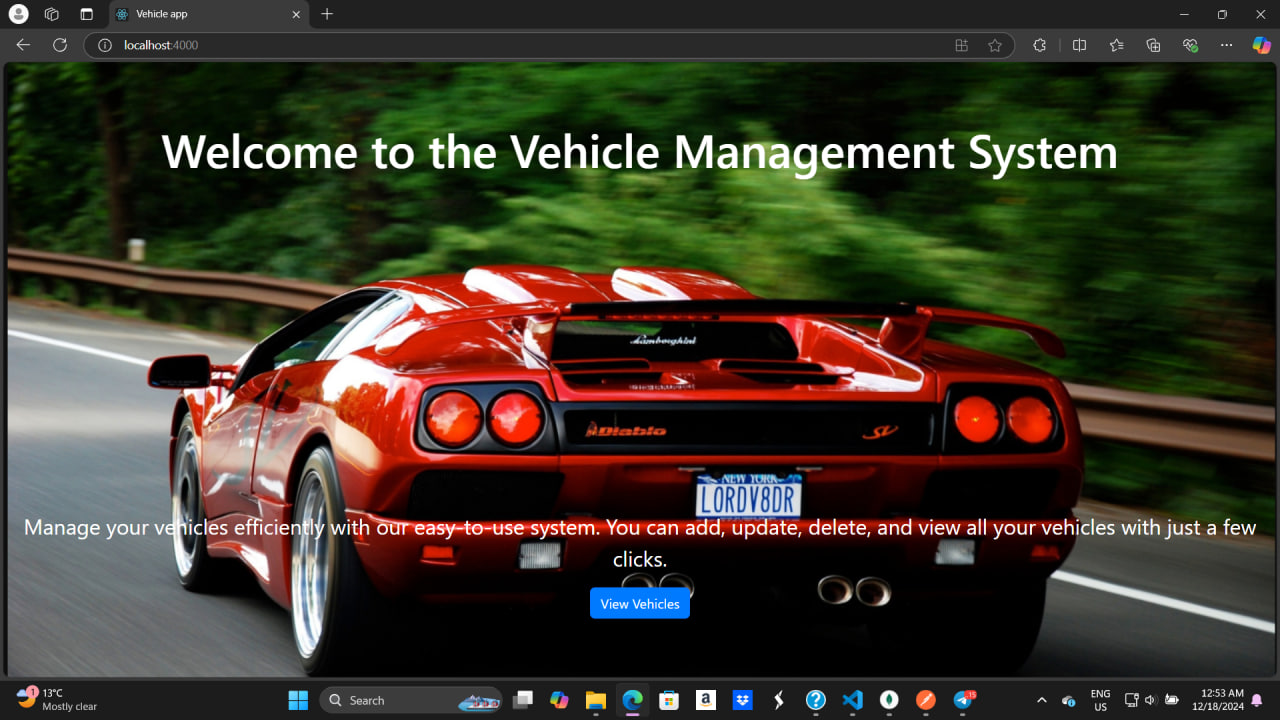 Vehicle app
localhost:4000
Welcome to the Vehicle Management System
Lamborghini
Diablo
SV
NEW YORK
LORDV8DR
Manage your vehicles efficiently with our easy-to-use system. You can add, update, delete, and view all your vehicles with just a few
clicks.
View Vehicles
1
13°C
Mostly clear
Search
a
15
ENG
US
12:53 AM
12/18/2024